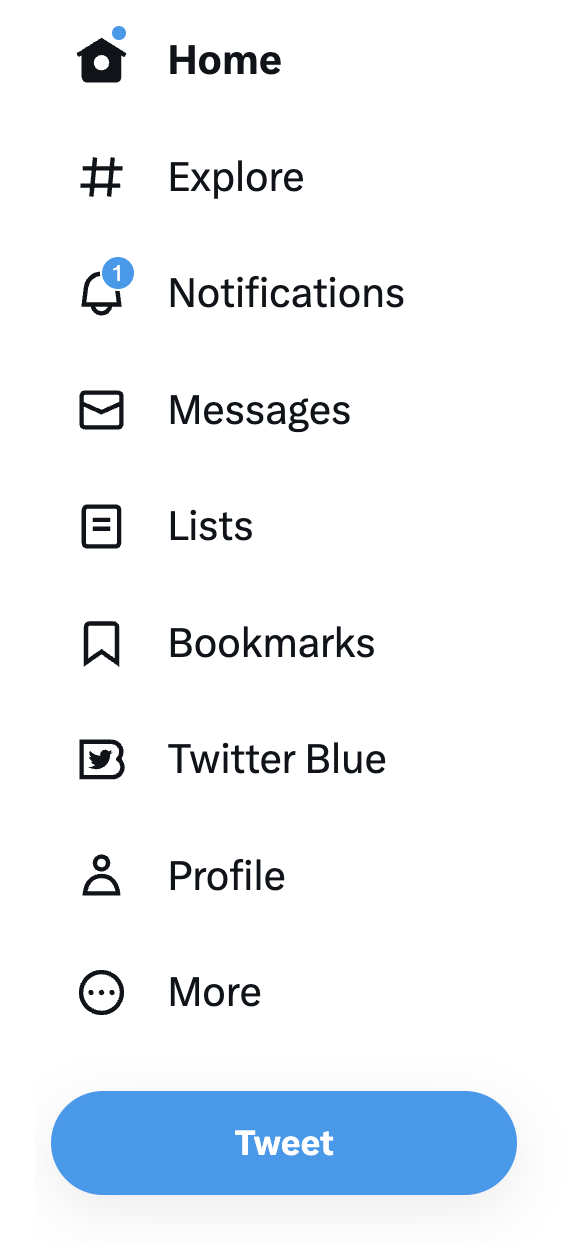 Home
Explore
1
Notifications
Messages
Lists
Bookmarks
Twitter Blue
Profile
More
Tweet